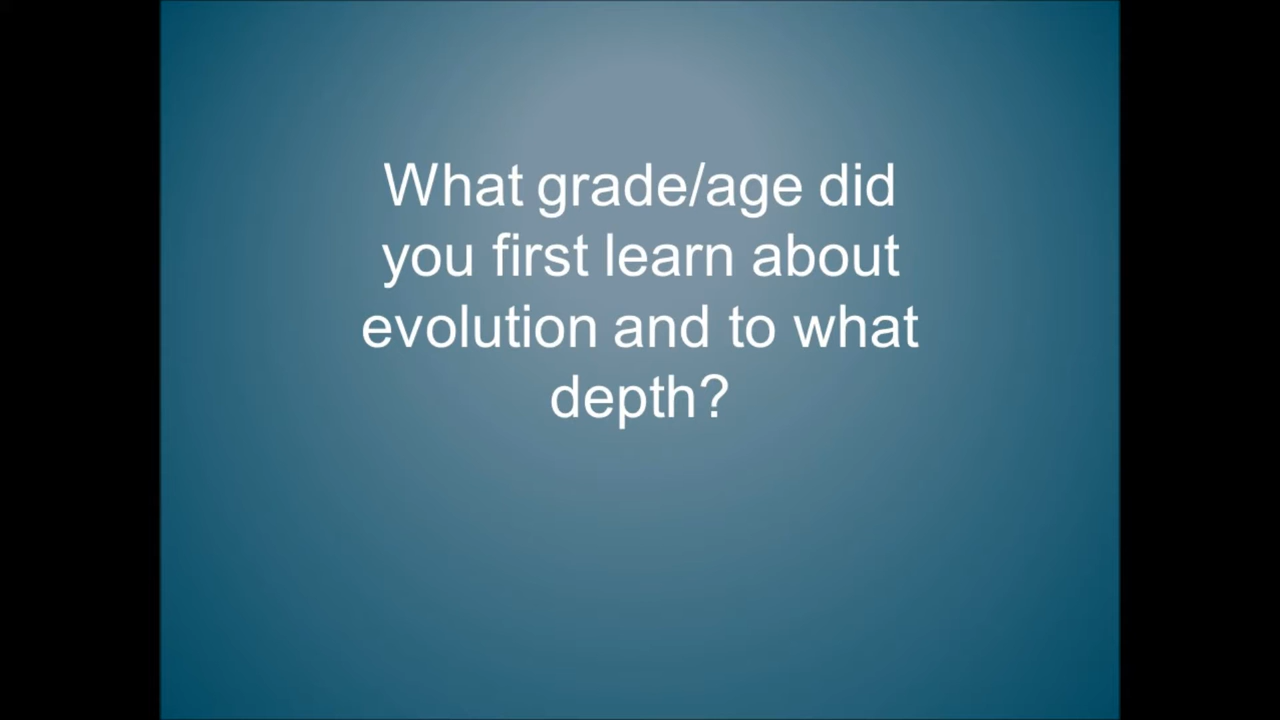 What grade/age did
you first learn about
evolution and to what
depth?